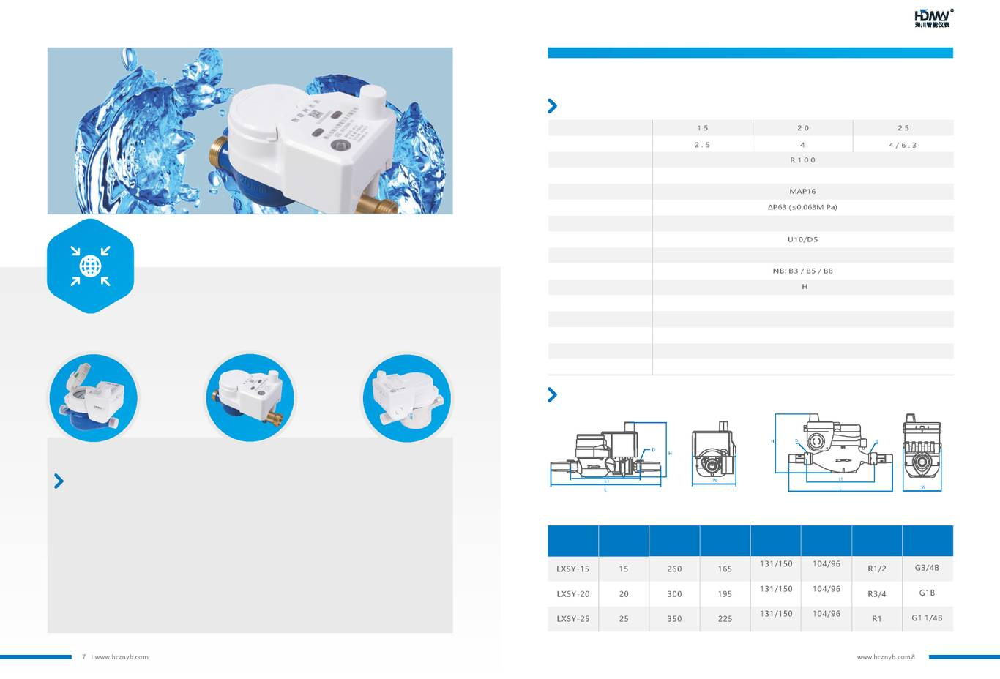 HDMW®
海川智能仪表
15 20 25
2.5 4 4/6.3
R100
MAP16
ΔP63 (≤0.063M Pa)
U10/D5
NB: B3 / B5 / B8
H
D
H
L1
L
W
H
D
d
L1
L
W
LXSY-15 15 260 165 131/150 104/96 R1/2 G3/4B
LXSY-20 20 300 195 131/150 104/96 R3/4 G1B
LXSY-25 25 350 225 131/150 104/96 R1 G1 1/4B
7 | www.hcznyb.com
www.hcznyb.com 8